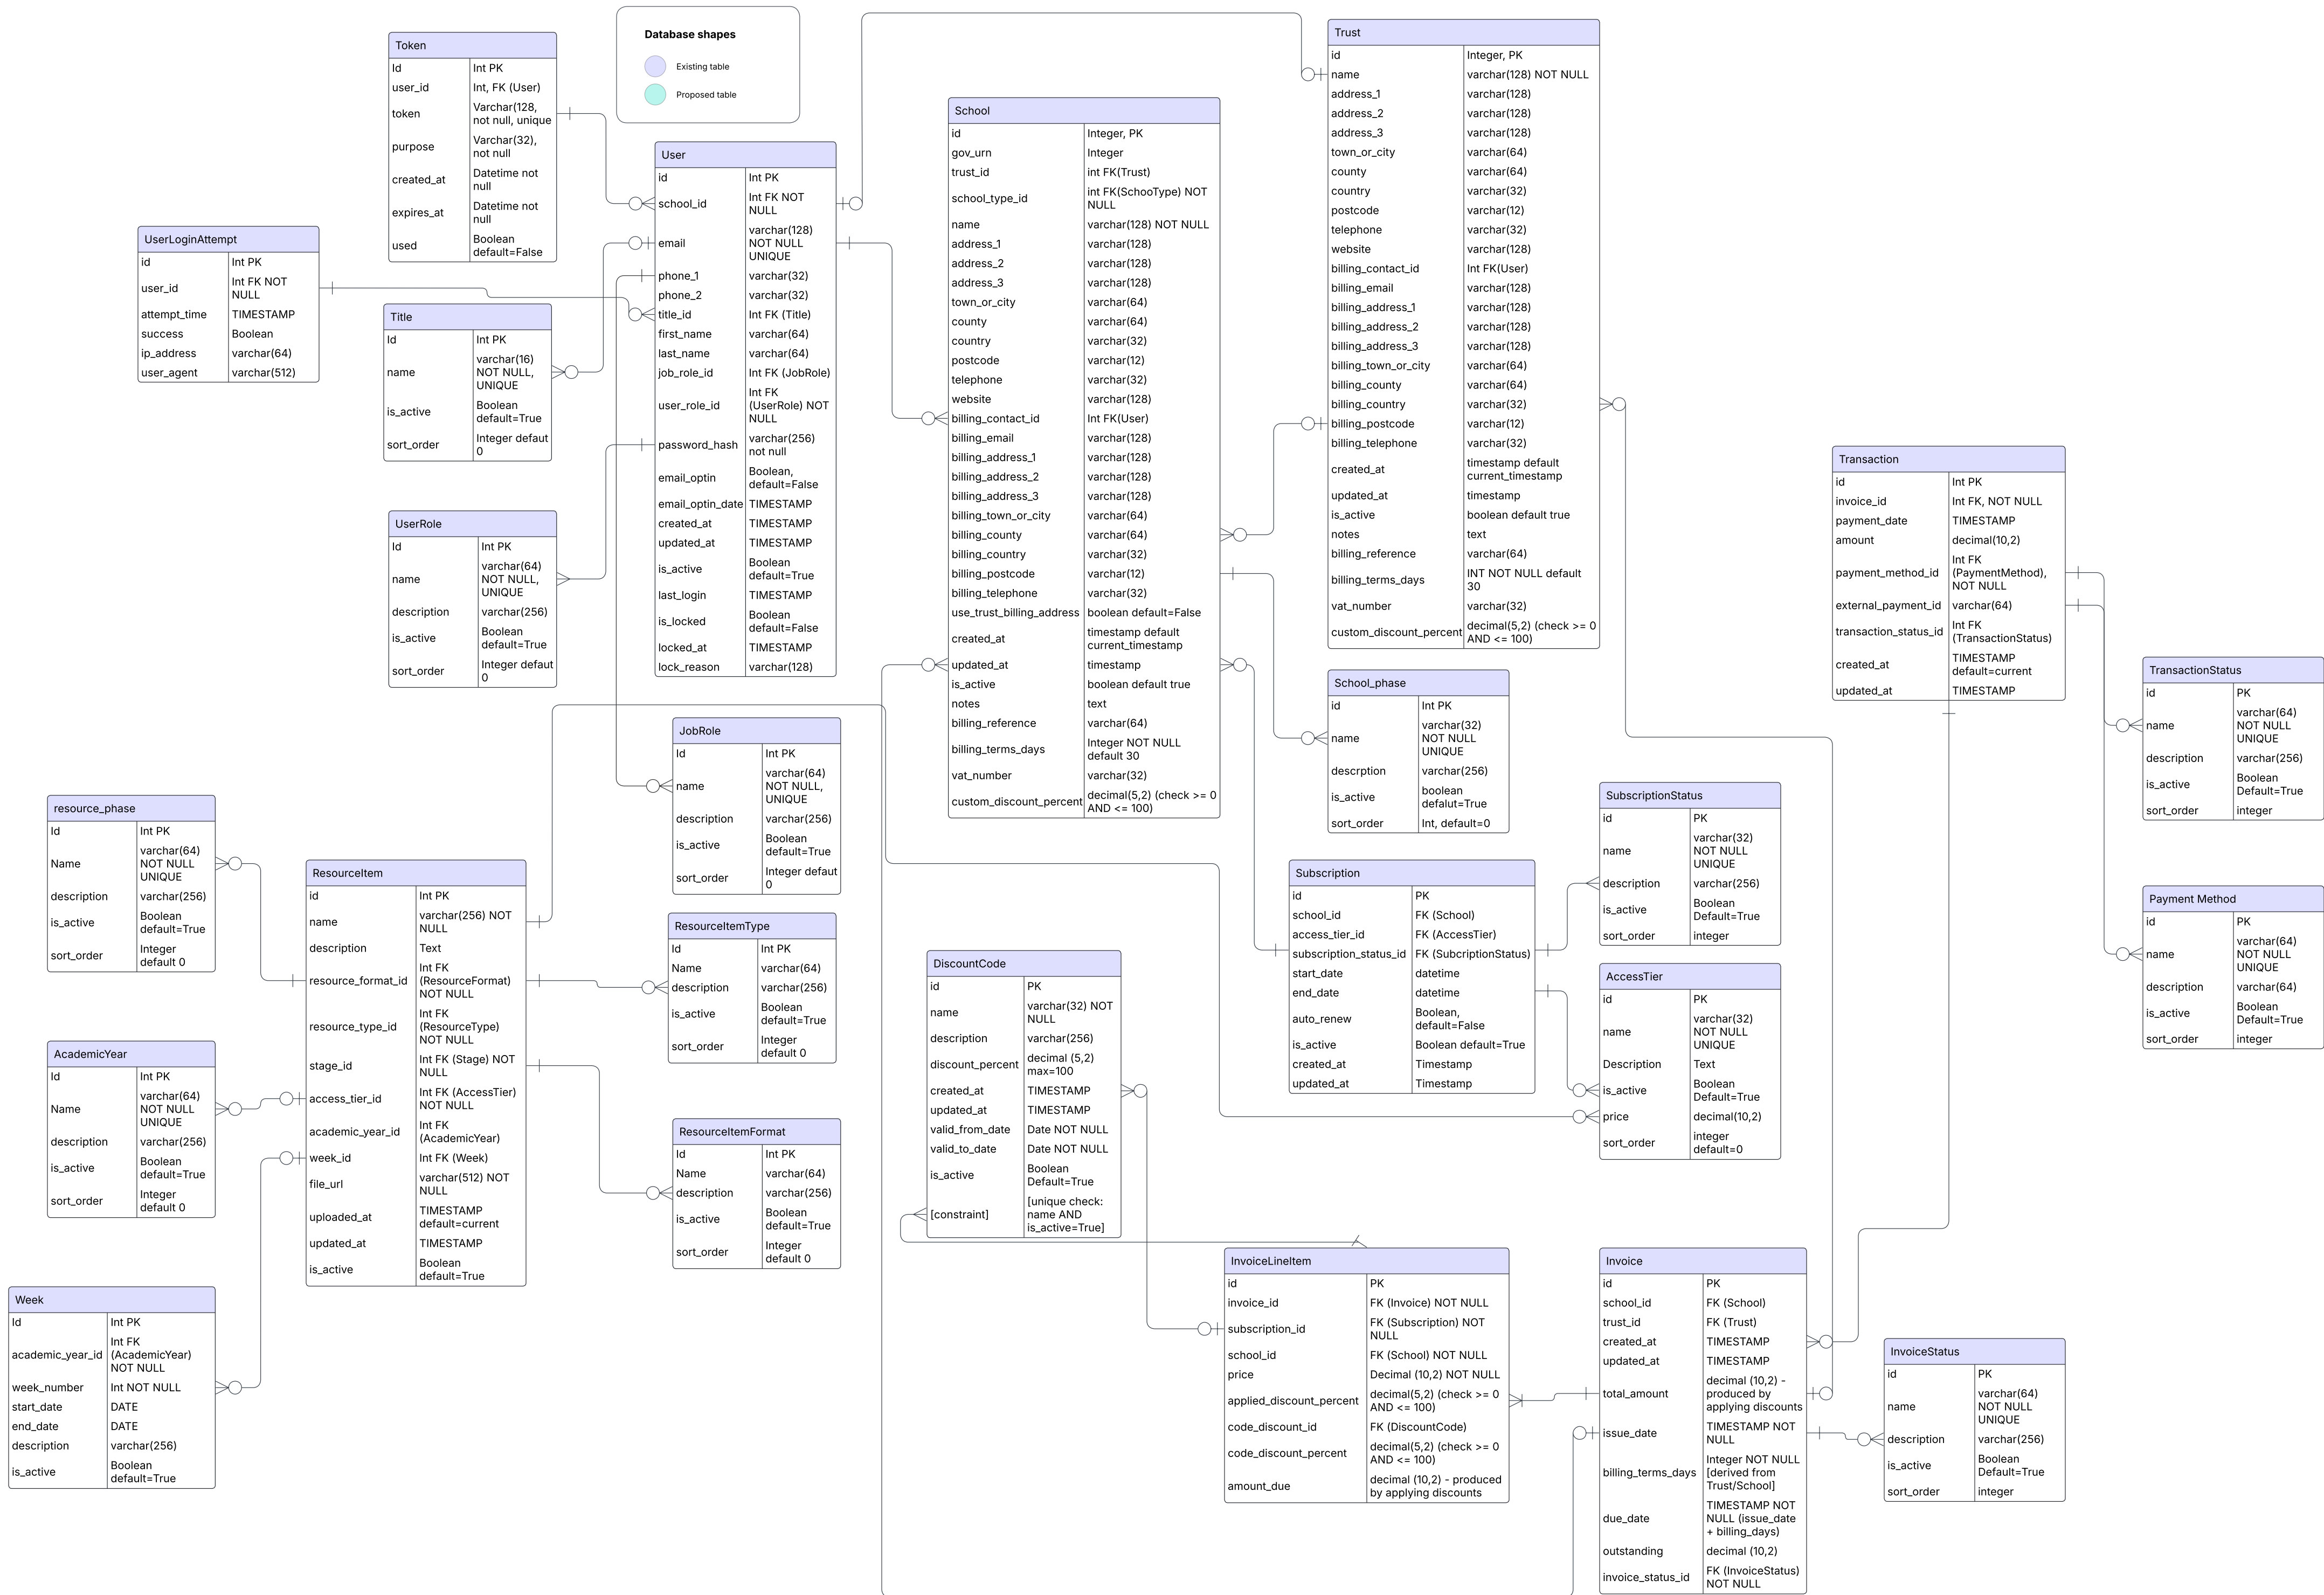 Database shapes
Existing table
Proposed table
Token
Id Int PK
user_id Int, FK (User)
token Varchar(128,
not null, unique
purpose Varchar(32),
not null
created_at Datetime not
null
expires_at Datetime not
null
used Boolean
default=False
UserLoginAttempt
id Int PK
user_id Int FK NOT
NULL
attempt_time TIMESTAMP
success Boolean
ip_address varchar(64)
user_agent varchar(512)
Title
Id Int PK
name varchar(16)
NOT NULL,
UNIQUE
is_active Boolean
default=True
sort_order Integer defaut
0
UserRole
Id Int PK
name varchar(64)
NOT NULL,
UNIQUE
description varchar(256)
is_active Boolean
default=True
sort_order Integer defaut
0
User
id Int PK
school_id Int FK NOT
NULL
email varchar(128)
NOT NULL
UNIQUE
phone_1 varchar(32)
phone_2 varchar(32)
title_id Int FK (Title)
first_name varchar(64)
last_name varchar(64)
job_role_id Int FK (JobRole)
user_role_id Int FK
(UserRole) NOT
NULL
password_hash varchar(256)
not null
email_optin Boolean,
default=False
email_optin_date TIMESTAMP
created_at TIMESTAMP
updated_at TIMESTAMP
is_active Boolean
default=True
last_login TIMESTAMP
is_locked Boolean
default=False
locked_at TIMESTAMP
lock_reason varchar(128)
School
id Integer, PK
gov_urn Integer
trust_id int FK(Trust)
school_type_id int FK(SchooType) NOT
NULL
name varchar(128) NOT NULL
address_1 varchar(128)
address_2 varchar(128)
address_3 varchar(128)
town_or_city varchar(64)
county varchar(64)
country varchar(32)
postcode varchar(12)
telephone varchar(32)
website varchar(128)
billing_contact_id Int FK(User)
billing_email varchar(128)
billing_address_1 varchar(128)
billing_address_2 varchar(128)
billing_address_3 varchar(128)
billing_town_or_city varchar(64)
billing_county varchar(64)
billing_country varchar(32)
billing_postcode varchar(12)
billing_telephone varchar(32)
use_trust_billing_address boolean default=False
created_at timestamp default
current_timestamp
updated_at timestamp
is_active boolean default true
notes text
billing_reference varchar(64)
billing_terms_days Integer NOT NULL
default 30
vat_number varchar(32)
custom_discount_percent decimal(5,2) (check >= 0
AND <= 100)
Trust
id Integer, PK
name varchar(128) NOT NULL
address_1 varchar(128)
address_2 varchar(128)
address_3 varchar(128)
town_or_city varchar(64)
county varchar(64)
country varchar(32)
postcode varchar(12)
telephone varchar(32)
website varchar(128)
billing_contact_id Int FK(User)
billing_email varchar(128)
billing_address_1 varchar(128)
billing_address_2 varchar(128)
billing_address_3 varchar(128)
billing_town_or_city varchar(64)
billing_county varchar(64)
billing_country varchar(32)
billing_postcode varchar(12)
billing_telephone varchar(32)
created_at timestamp default
current_timestamp
updated_at timestamp
is_active boolean default true
notes text
billing_reference varchar(64)
billing_terms_days INT NOT NULL default
30
vat_number varchar(32)
custom_discount_percent decimal(5,2) (check >= 0
AND <= 100)
Transaction
id Int PK
invoice_id Int FK, NOT NULL
payment_date TIMESTAMP
amount decimal(10,2)
payment_method_id Int FK
(PaymentMethod),
NOT NULL
external_payment_id varchar(64)
transaction_status_id Int FK
(TransactionStatus)
created_at TIMESTAMP
default=current
updated_at TIMESTAMP
TransactionStatus
id PK
name varchar(64)
NOT NULL
UNIQUE
description varchar(256)
is_active Boolean
Default=True
sort_order integer
Payment Method
id PK
name varchar(64)
NOT NULL
UNIQUE
description varchar(64)
is_active Boolean
Default=True
sort_order integer
School_phase
id Int PK
name varchar(32)
NOT NULL
UNIQUE
descrption varchar(256)
is_active boolean
defalut=True
sort_order Int, default=0
JobRole
Id Int PK
name varchar(64)
NOT NULL,
UNIQUE
description varchar(256)
is_active Boolean
default=True
sort_order Integer defaut
0
SubscriptionStatus
id PK
name varchar(32)
NOT NULL
UNIQUE
description varchar(256)
is_active Boolean
Default=True
sort_order integer
Subscription
id PK
school_id FK (School)
access_tier_id FK (AccessTier)
subscription_status_id FK (SubcriptionStatus)
start_date datetime
end_date datetime
auto_renew Boolean,
default=False
is_active Boolean default=True
created_at Timestamp
updated_at Timestamp
AccessTier
id PK
name varchar(32)
NOT NULL
UNIQUE
Description Text
is_active Boolean
Default=True
price decimal(10,2)
sort_order integer
default=0
resource_phase
Id Int PK
Name varchar(64)
NOT NULL
UNIQUE
description varchar(256)
is_active Boolean
default=True
sort_order Integer
default 0
ResourceItem
id Int PK
name varchar(256) NOT
NULL
description Text
resource_format_id Int FK
(ResourceFormat)
NOT NULL
resource_type_id Int FK
(ResourceType)
NOT NULL
stage_id Int FK (Stage) NOT
NULL
access_tier_id Int FK (AccessTier)
NOT NULL
academic_year_id Int FK
(AcademicYear)
week_id Int FK (Week)
file_url varchar(512) NOT
NULL
uploaded_at TIMESTAMP
default=current
updated_at TIMESTAMP
is_active Boolean
default=True
ResourceItemType
Id Int PK
Name varchar(64)
description varchar(256)
is_active Boolean
default=True
sort_order Integer
default 0
ResourceItemFormat
Id Int PK
Name varchar(64)
description varchar(256)
is_active Boolean
default=True
sort_order Integer
default 0
AcademicYear
Id Int PK
Name varchar(64)
NOT NULL
UNIQUE
description varchar(256)
is_active Boolean
default=True
sort_order Integer
default 0
Week
Id Int PK
academic_year_id Int FK
(AcademicYear)
NOT NULL
week_number Int NOT NULL
start_date DATE
end_date DATE
description varchar(256)
is_active Boolean
default=True
DiscountCode
id PK
name varchar(32) NOT
NULL
description varchar(256)
discount_percent decimal (5,2)
max=100
created_at TIMESTAMP
updated_at TIMESTAMP
valid_from_date Date NOT NULL
valid_to_date Date NOT NULL
is_active Boolean
Default=True
[constraint] [unique check:
name AND
is_active=True]
InvoiceLineItem
id PK
invoice_id FK (Invoice) NOT NULL
subscription_id FK (Subscription) NOT
NULL
school_id FK (School) NOT NULL
price Decimal (10,2) NOT NULL
applied_discount_percent decimal(5,2) (check >= 0
AND <= 100)
code_discount_id FK (DiscountCode)
code_discount_percent decimal(5,2) (check >= 0
AND <= 100)
amount_due decimal (10,2) - produced
by applying discounts
Invoice
id PK
school_id FK (School)
trust_id FK (Trust)
created_at TIMESTAMP
updated_at TIMESTAMP
total_amount decimal (10,2) -
produced by
applying discounts
issue_date TIMESTAMP NOT
NULL
billing_terms_days Integer NOT NULL
[derived from
Trust/School]
due_date TIMESTAMP NOT
NULL (issue_date
+ billing_days)
outstanding decimal (10,2)
invoice_status_id FK (InvoiceStatus)
NOT NULL
InvoiceStatus
id PK
name varchar(64)
NOT NULL
UNIQUE
description varchar(256)
is_active Boolean
Default=True
sort_order integer